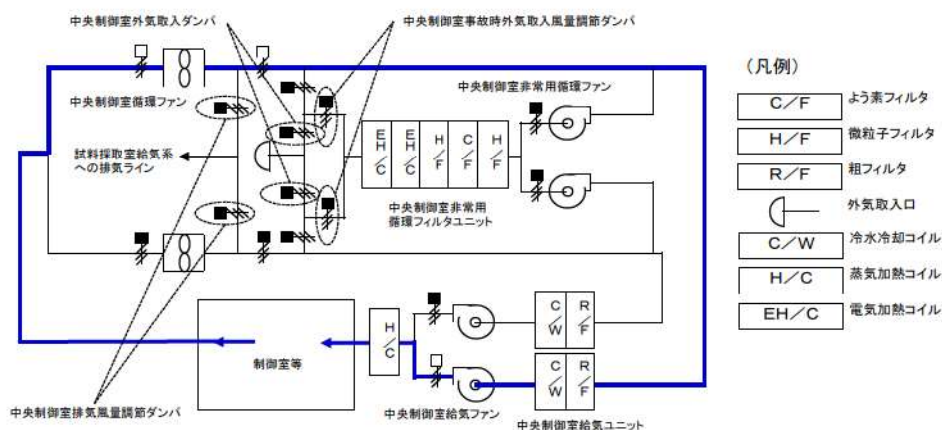 中央制御室外気取入ダンパ
中央制御室事故時外気取入風量調節ダンパ
中央制御室循環ファン
中央制御室非常用循環ファン
試料採取室給気系
への排気ライン
EH/C
EH/C
H/F
C/F
H/F
中央制御室非常用
循環フィルタユニット
制御室等
H/C
C/W
R/F
C/W
R/F
中央制御室給気ファン
中央制御室給気ユニット
中央制御室排気風量調節ダンパ
(凡例)
C/F
よう素フィルタ
H/F
微粒子フィルタ
R/F
粗フィルタ
外気取入口
C/W
冷水冷却コイル
H/C
蒸気加熱コイル
EH/C
電気加熱コイル